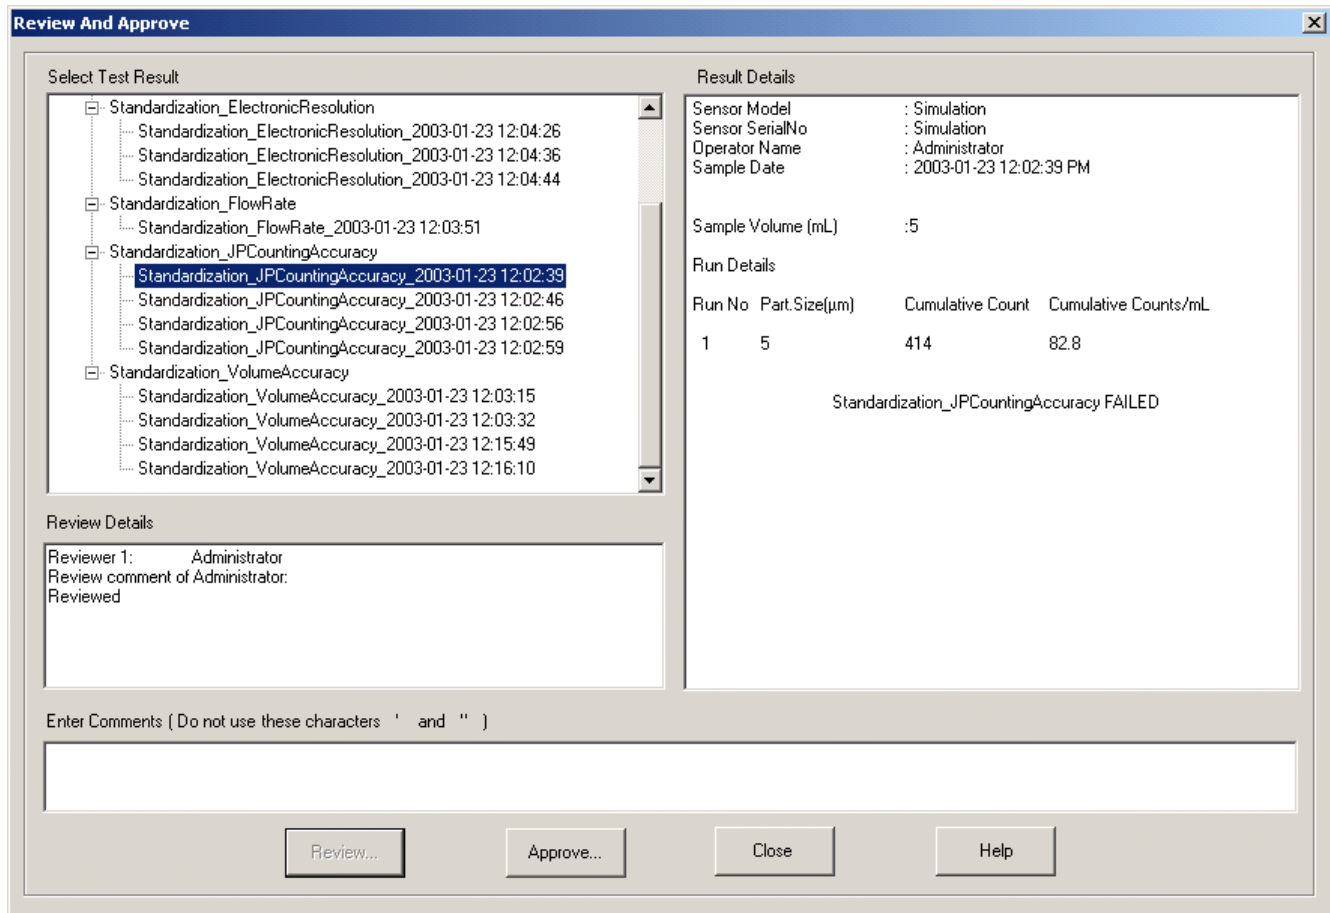 Review And Approve
Select Test Result
Standardization_ElectronicResolution
Standardization_ElectronicResolution_2003-01-23 12:04:26
Standardization_ElectronicResolution_2003-01-23 12:04:36
Standardization_ElectronicResolution_2003-01-23 12:04:44
Standardization_FlowRate
Standardization_FlowRate_2003-01-23 12:03:51
Standardization_JPCountingAccuracy
Standardization_JPCountingAccuracy_2003-01-23 12:02:39
Standardization_JPCountingAccuracy_2003-01-23 12:02:46
Standardization_JPCountingAccuracy_2003-01-23 12:02:56
Standardization_JPCountingAccuracy_2003-01-23 12:02:59
Standardization_VolumeAccuracy
Standardization_VolumeAccuracy_2003-01-23 12:03:15
Standardization_VolumeAccuracy_2003-01-23 12:03:32
Standardization_VolumeAccuracy_2003-01-23 12:15:49
Standardization_VolumeAccuracy_2003-01-23 12:16:10
Result Details
Sensor Model : Simulation
Sensor SerialNo : Simulation
Operator Name : Administrator
Sample Date : 2003-01-23 12:02:39 PM
Sample Volume (mL) :5
Run Details
Run No Part.Size(µm) Cumulative Count Cumulative Counts/mL
1 5 414 82.8
Standardization_JPCountingAccuracy FAILED
Review Details
Reviewer 1: Administrator
Review comment of Administrator:
Reviewed
Enter Comments ( Do not use these characters ' and " )
Review... Approve... Close Help